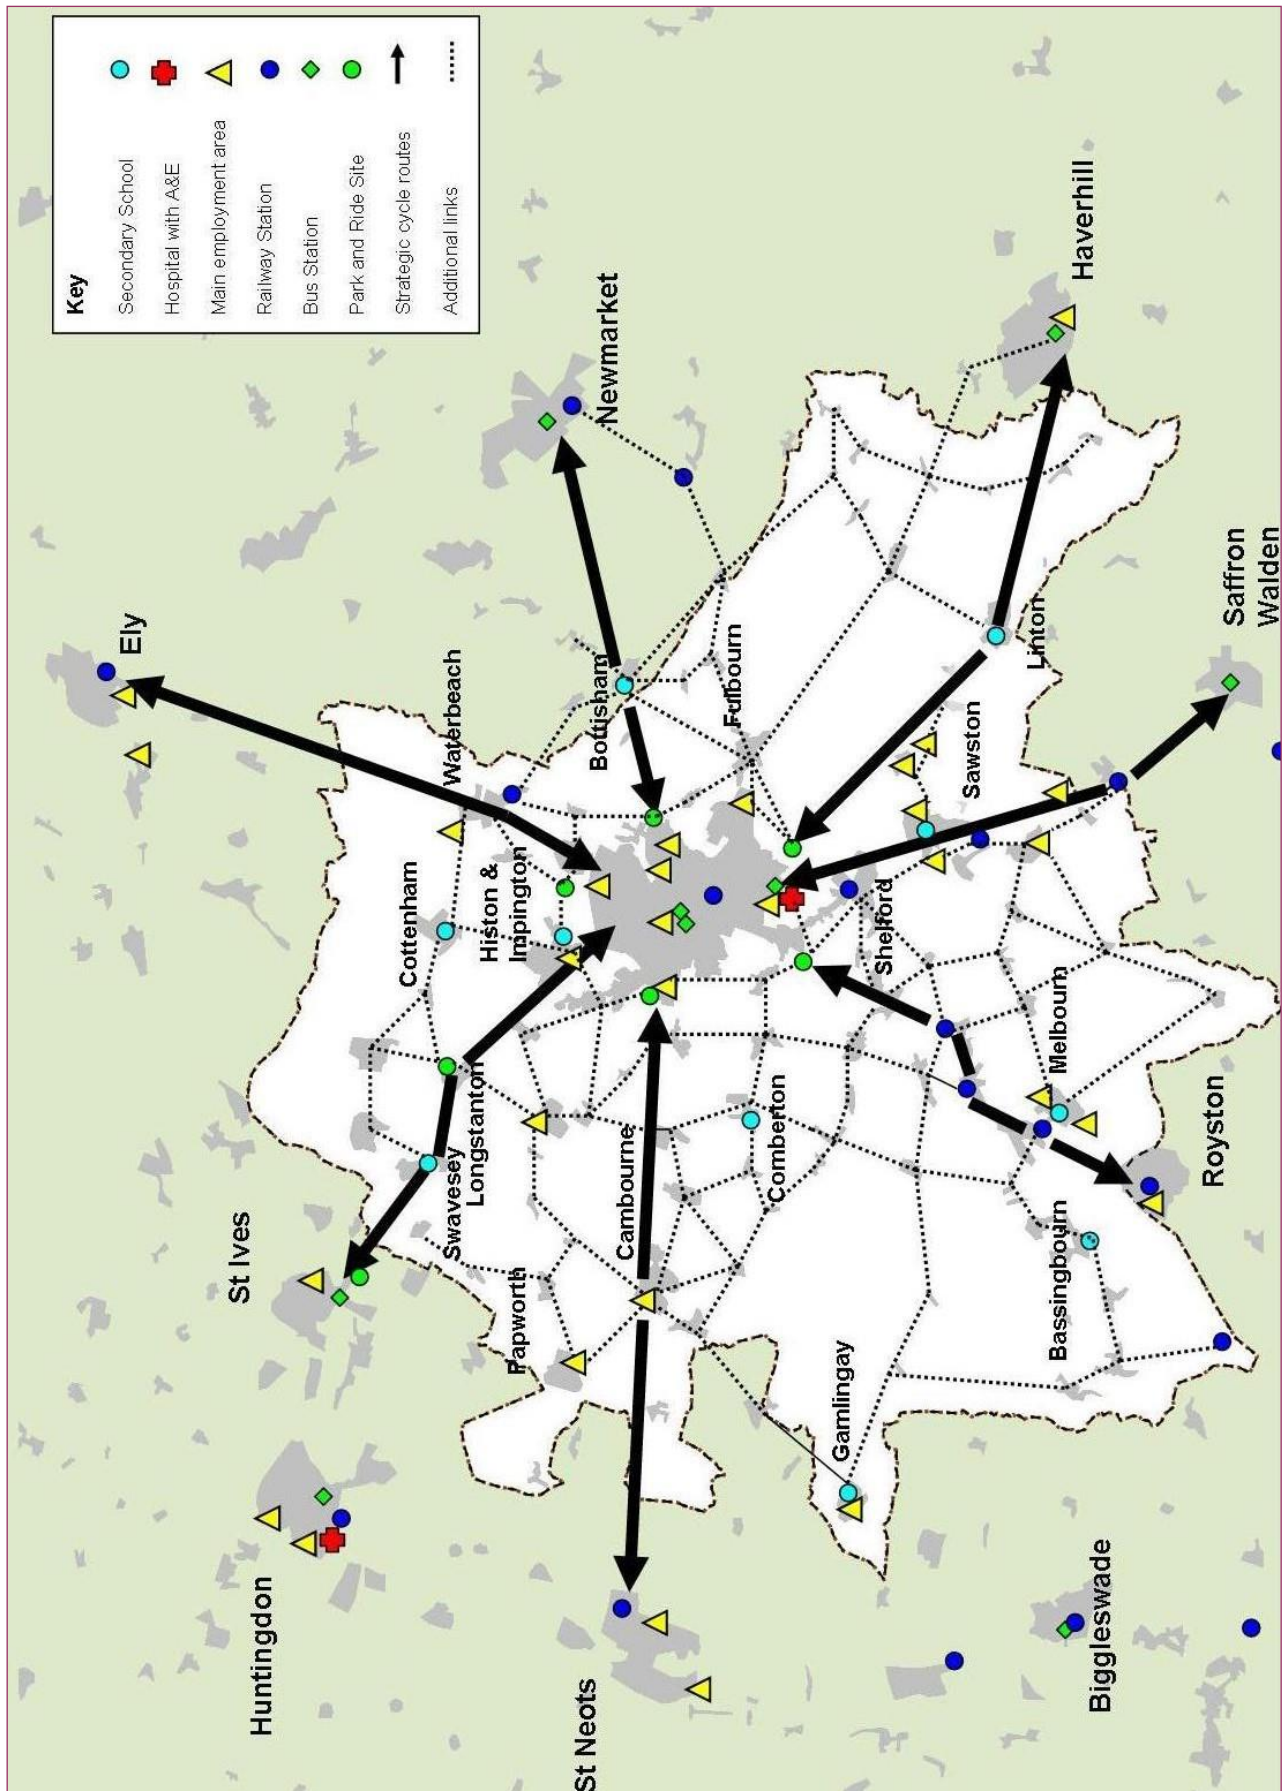 Key
Secondary School
Hospital with A&E
Main employment area
Railway Station
Bus Station
Park and Ride Site
Strategic cycle routes
Additional links
Huntingdon
St Ives
Ely
Newmarket
Haverhill
Swavesey
Longstanton
Cottenham
Waterbeach
Histon &
Impington
Papworth
Cambourne
Bottisham
Fulbourn
St Neots
Comberton
Gamlingay
Shelford
Sawston
Linton
Bassingbourn
Melbourn
Biggleswade
Royston
Saffron
Walden